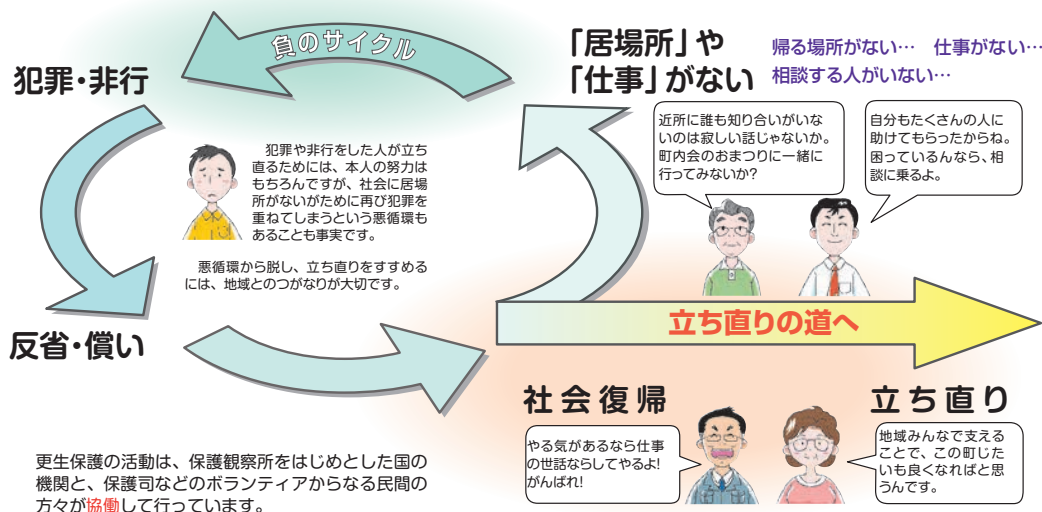 負のサイクル
犯罪・非行
「居場所」や
「仕事」がない
帰る場所がない… 仕事がない…
相談する人がいない…
近所に誰も知り合いがいな
いのは寂しい話じゃないか。
町内会のおまつりに一緒に
行ってみないか?
自分もたくさんの人に
助けてもらったからね。
困っているんなら、相
談に乗るよ。
犯罪や非行をした人が立ち
直るためには、本人の努力は
もちろんですが、社会に居場
所がないがために再び犯罪を
重ねてしまうという悪循環も
あることも事実です。
悪循環から脱し、立ち直りをすすめる
には、地域とのつながりが大切です。
反省・償い
立ち直りの道へ
社会復帰
立ち直り
やる気があるなら仕事
の世話ならしてやるよ!
がんばれ!
地域みんなで支える
ことで、この町じた
いも良くなればと思
うんです。
更生保護の活動は、保護観察所をはじめとした国の
機関と、保護司などのボランティアからなる民間の
方々が協働して行っています。